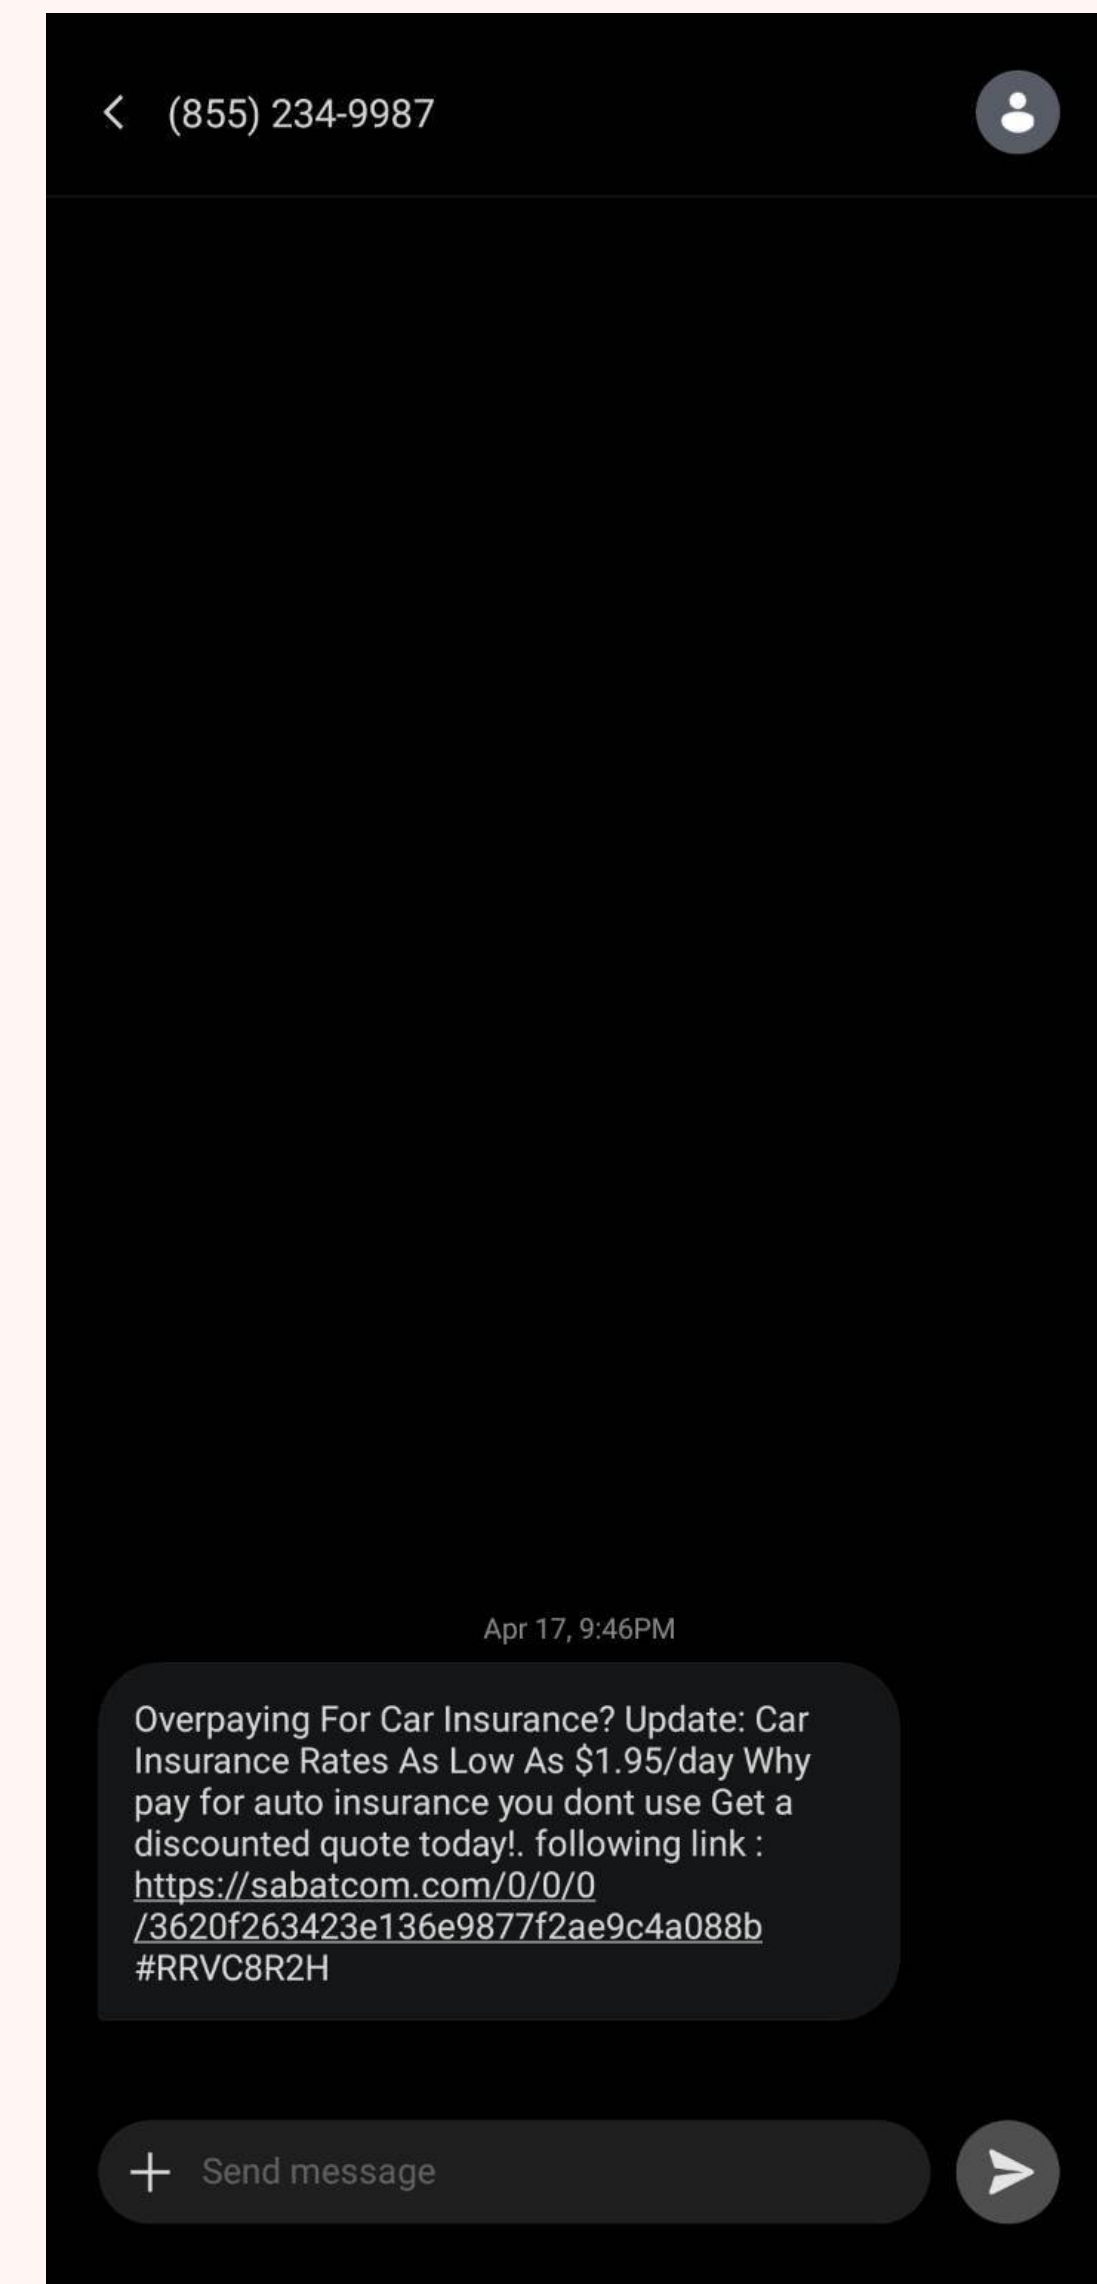 (855) 234-9987
Apr 17, 9:46PM
Overpaying For Car Insurance? Update: Car
Insurance Rates As Low As $1.95/day Why
pay for auto insurance you dont use Get a
discounted quote today!. following link :
https://sabatcom.com/0/0/0
/3620f263423e136e9877f2ae9c4a088b
#RRVC8R2H
Send message